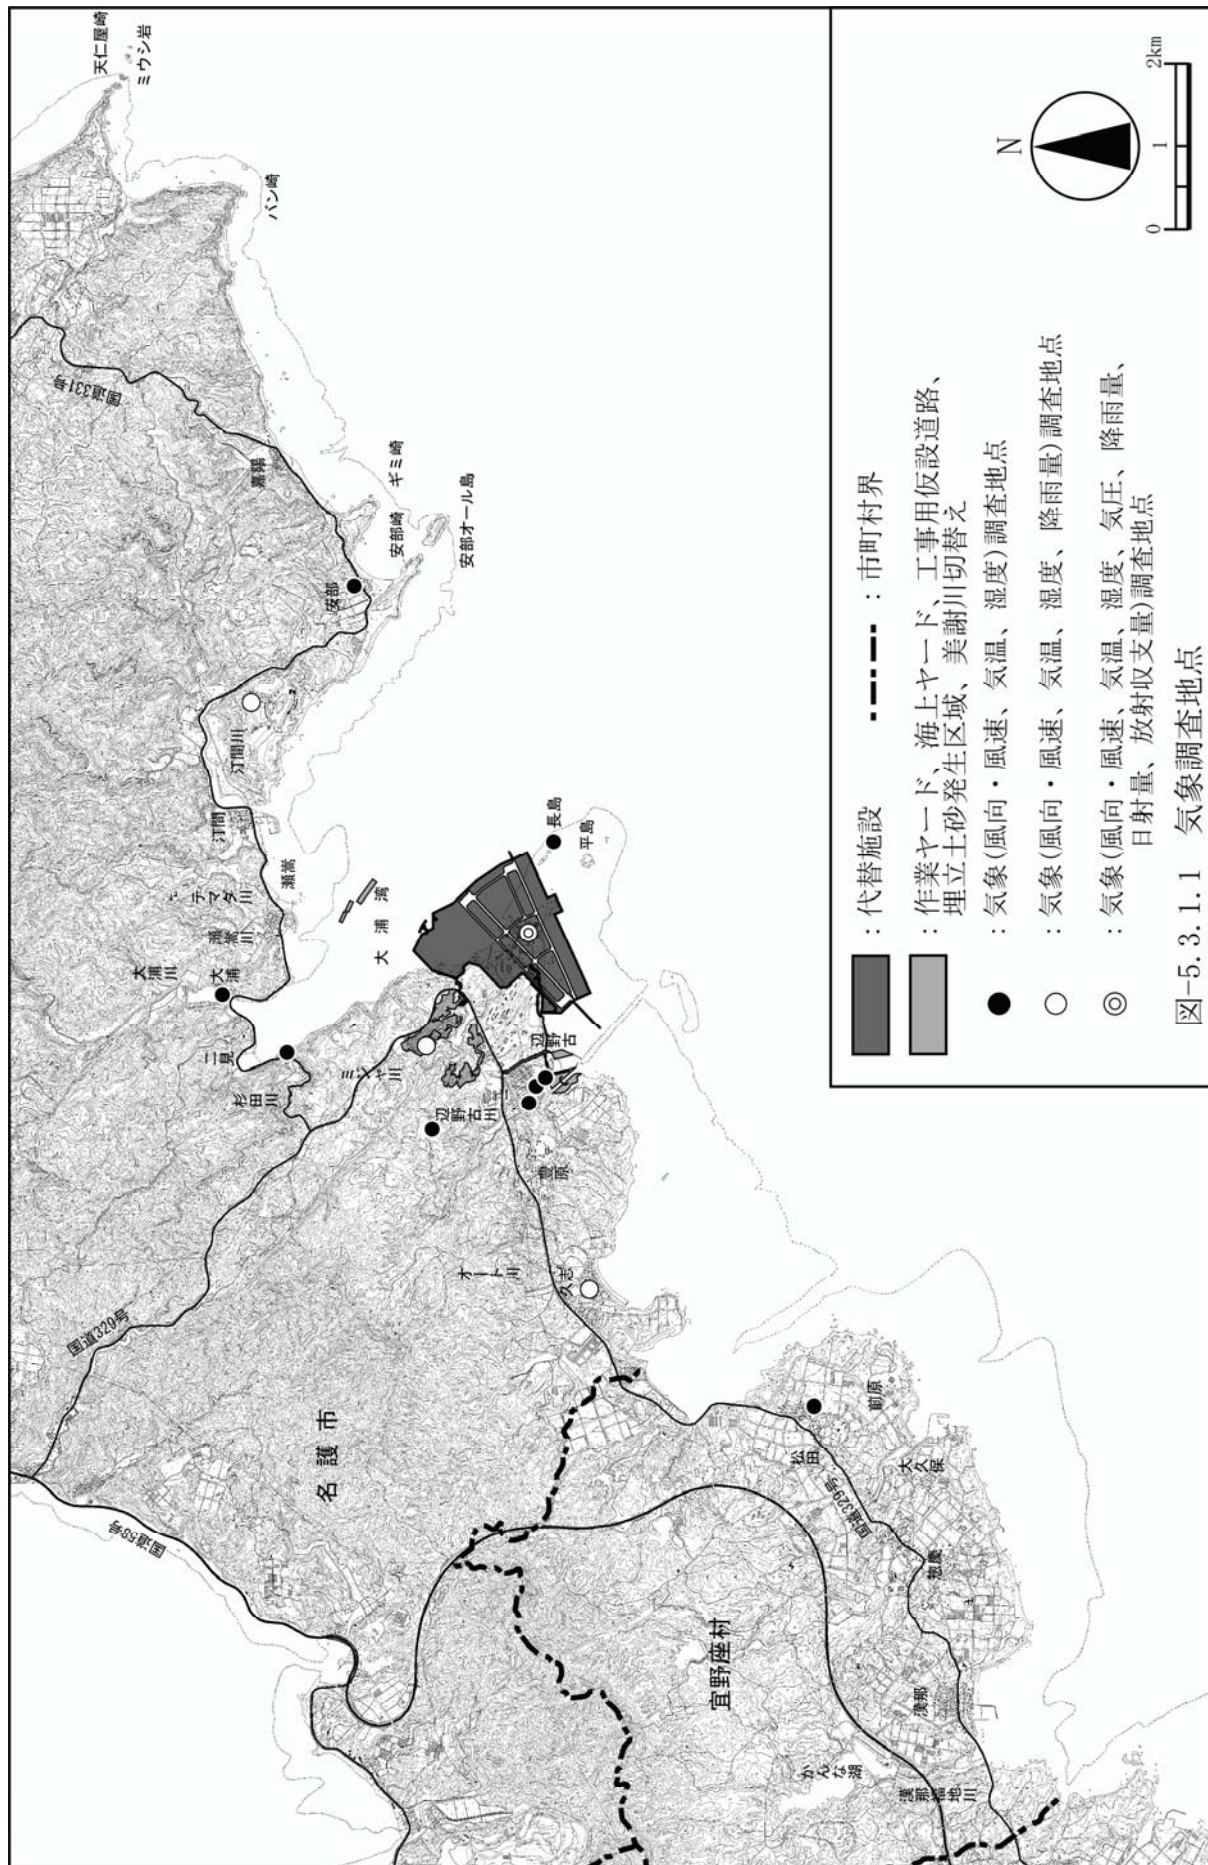 天仁屋崎
ミウシ岩
バン崎
国道331号
嘉陽
ギミ崎
安部崎
安部オール島
安部
汀間川
汀間
瀬嵩
テマタ川
瀬嵩川
大浦川
大浦
大浦湾
二見
杉田川
長島
平島
辺野古
辺野古川
豊原
オート川
久志
国道329号
名護市
国道58号
前原
松田
大久保
国道329号
惣慶
宜野座村
漢那
かんな湖
漢那福地川
N
0 1 2km
：代替施設 ：市町村界
：作業ヤード、海上ヤード、工事用仮設道路、
埋立土砂発生区域、美謝川切替え
：気象(風向・風速、気温、湿度)調査地点
：気象(風向・風速、気温、湿度、降雨量)調査地点
：気象(風向・風速、気温、湿度、気圧、降雨量、
日射量、放射収支量)調査地点
図-5.3.1.1 気象調査地点